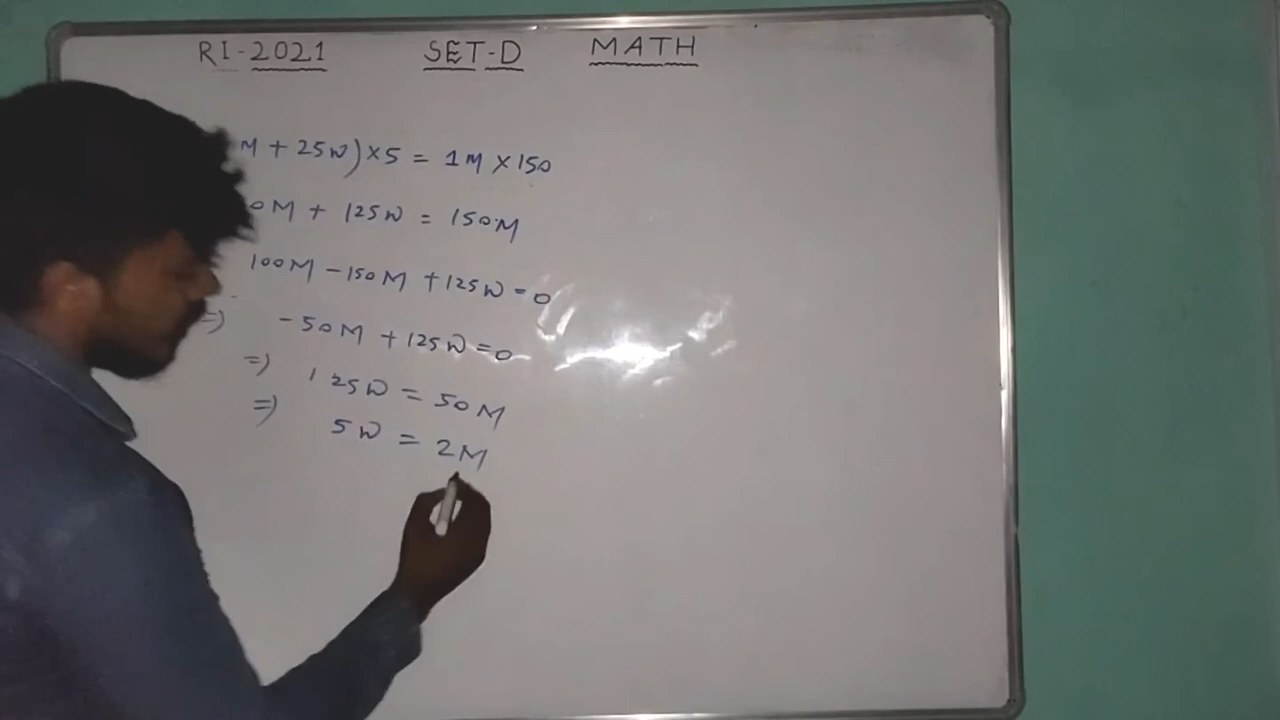 RI-2021 SET-D MATH
M + 25W) × 5 = 1M × 150
0M + 125W = 150M
100M - 150M + 125W = 0
=) - 50M + 125W = 0
=) 125W = 50M
=) 5W = 2M